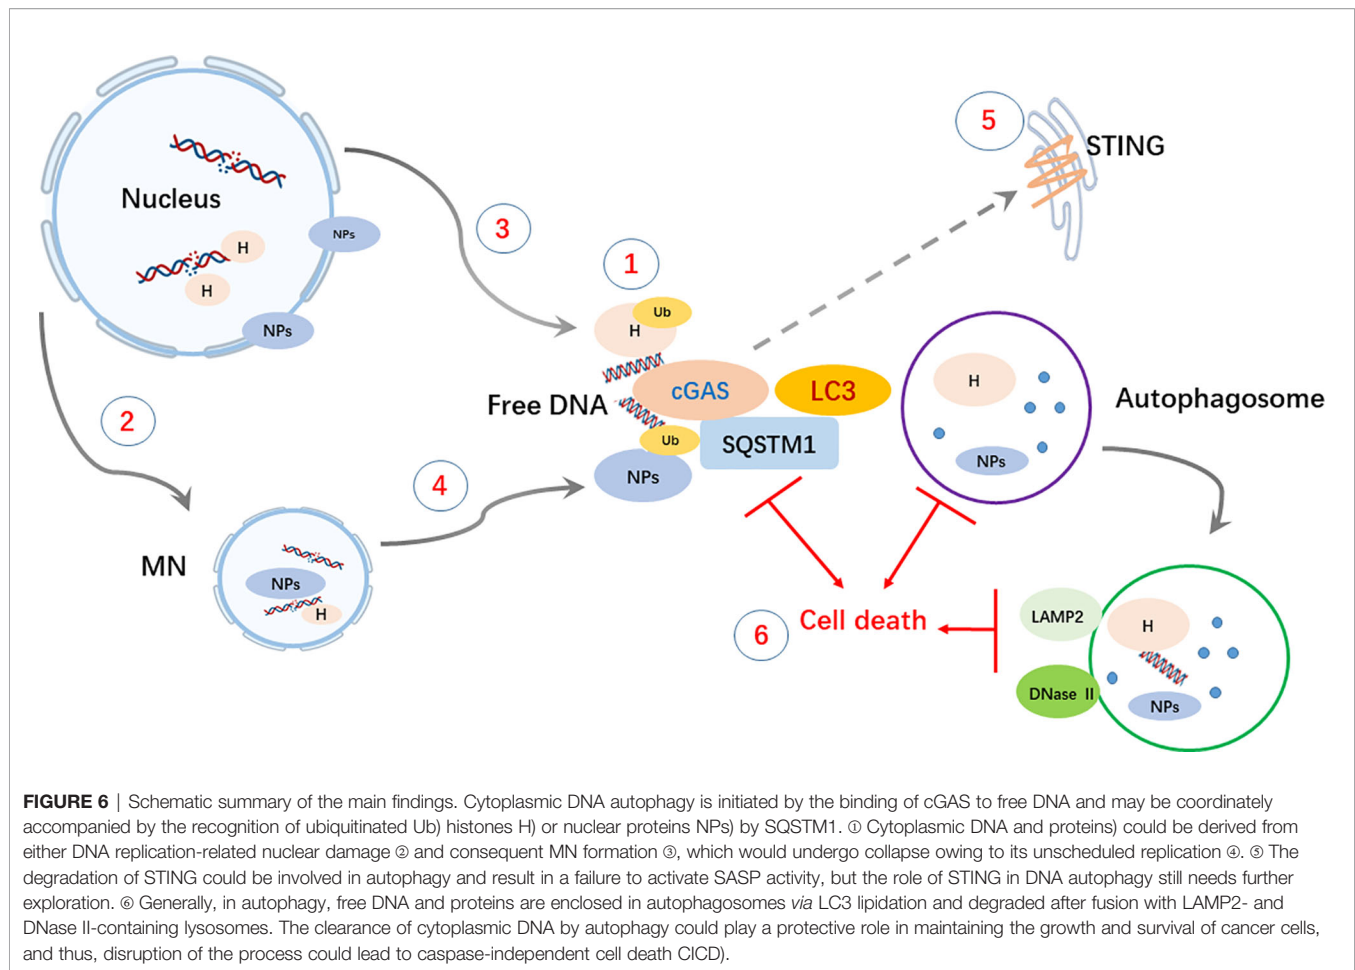 5
STING
Nucleus
NPs
3
H
H
1
NPs
Ub
H
cGAS
LC3
H
Free DNA
Autophagosome
2
Ub
SQSTM1
NPs
NPs
4
MN
NPs
H
LAMP2
H
6
Cell death
DNase II
NPs
FIGURE 6 | Schematic summary of the main findings. Cytoplasmic DNA autophagy is initiated by the binding of cGAS to free DNA and may be coordinately
accompanied by the recognition of ubiquitinated Ub) histones H) or nuclear proteins NPs) by SQSTM1. ① Cytoplasmic DNA and proteins) could be derived from
either DNA replication-related nuclear damage ② and consequent MN formation ③, which would undergo collapse owing to its unscheduled replication ④. ⑤ The
degradation of STING could be involved in autophagy and result in a failure to activate SASP activity, but the role of STING in DNA autophagy still needs further
exploration. ⑥ Generally, in autophagy, free DNA and proteins are enclosed in autophagosomes via LC3 lipidation and degraded after fusion with LAMP2- and
DNase II-containing lysosomes. The clearance of cytoplasmic DNA by autophagy could play a protective role in maintaining the growth and survival of cancer cells,
and thus, disruption of the process could lead to caspase-independent cell death CICD).